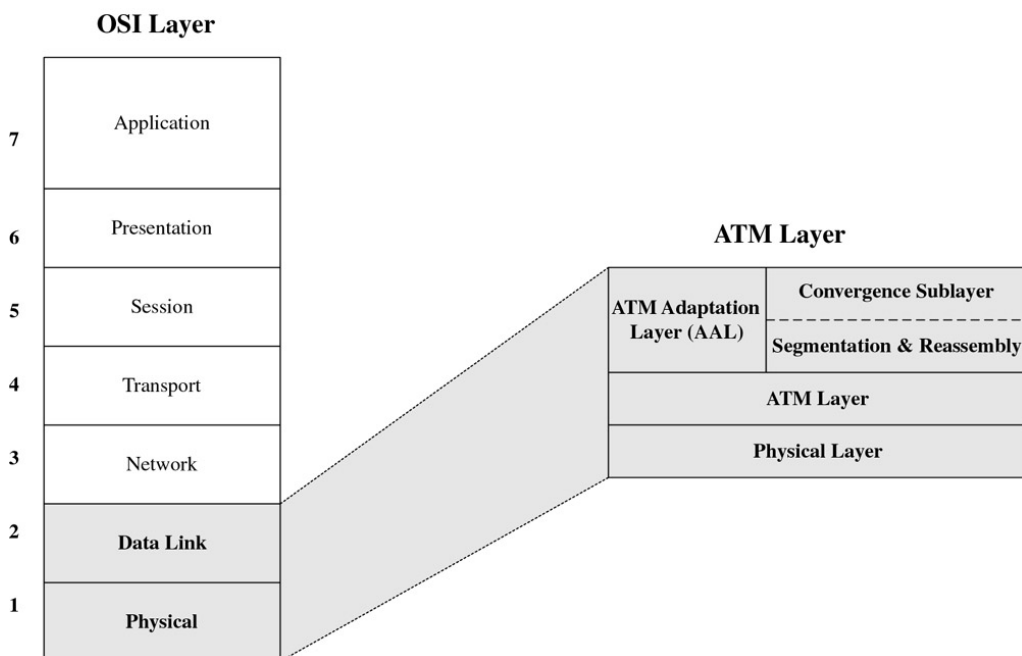 OSI Layer
7
Application
6
Presentation
5
Session
4
Transport
3
Network
2
Data Link
1
Physical
ATM Layer
ATM Adaptation
Layer (AAL)
Convergence Sublayer
Segmentation & Reassembly
ATM Layer
Physical Layer